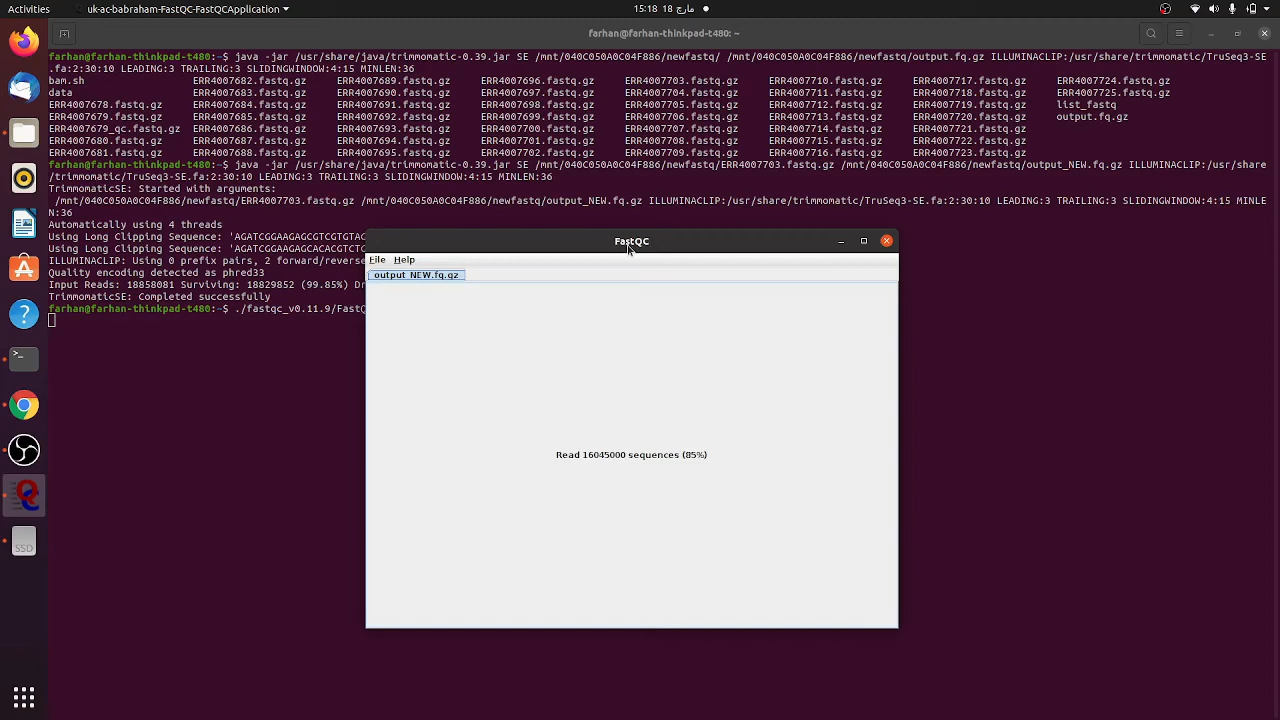 Activities
uk-ac-babraham-FastQC-FastQCApplication
15:18 18 مارچ
farhan@farhan-thinkpad-t480: ~
farhan@farhan-thinkpad-t480:~$ java -jar /usr/share/java/trimmomatic-0.39.jar SE /mnt/040C050A0C04F886/newfastq/ /mnt/040C050A0C04F886/newfastq/output.fq.gz ILLUMINACLIP:/usr/share/trimmomatic/TruSeq3-SE
.fa:2:30:10 LEADING:3 TRAILING:3 SLIDINGWINDOW:4:15 MINLEN:36
bam.sh ERR4007682.fastq.gz ERR4007689.fastq.gz ERR4007696.fastq.gz ERR4007703.fastq.gz ERR4007710.fastq.gz ERR4007717.fastq.gz ERR4007724.fastq.gz
data ERR4007683.fastq.gz ERR4007690.fastq.gz ERR4007697.fastq.gz ERR4007704.fastq.gz ERR4007711.fastq.gz ERR4007718.fastq.gz ERR4007725.fastq.gz
ERR4007678.fastq.gz ERR4007684.fastq.gz ERR4007691.fastq.gz ERR4007698.fastq.gz ERR4007705.fastq.gz ERR4007712.fastq.gz ERR4007719.fastq.gz list_fastq
ERR4007679.fastq.gz ERR4007685.fastq.gz ERR4007692.fastq.gz ERR4007699.fastq.gz ERR4007706.fastq.gz ERR4007713.fastq.gz ERR4007720.fastq.gz output.fq.gz
ERR4007679_qc.fastq.gz ERR4007686.fastq.gz ERR4007693.fastq.gz ERR4007700.fastq.gz ERR4007707.fastq.gz ERR4007714.fastq.gz ERR4007721.fastq.gz
ERR4007680.fastq.gz ERR4007687.fastq.gz ERR4007694.fastq.gz ERR4007701.fastq.gz ERR4007708.fastq.gz ERR4007715.fastq.gz ERR4007722.fastq.gz
ERR4007681.fastq.gz ERR4007688.fastq.gz ERR4007695.fastq.gz ERR4007702.fastq.gz ERR4007709.fastq.gz ERR4007716.fastq.gz ERR4007723.fastq.gz
farhan@farhan-thinkpad-t480:~$ java -jar /usr/share/java/trimmomatic-0.39.jar SE /mnt/040C050A0C04F886/newfastq/ERR4007703.fastq.gz /mnt/040C050A0C04F886/newfastq/output_NEW.fq.gz ILLUMINACLIP:/usr/share
/trimmomatic/TruSeq3-SE.fa:2:30:10 LEADING:3 TRAILING:3 SLIDINGWINDOW:4:15 MINLEN:36
TrimmomaticSE: Started with arguments:
/mnt/040C050A0C04F886/newfastq/ERR4007703.fastq.gz /mnt/040C050A0C04F886/newfastq/output_NEW.fq.gz ILLUMINACLIP:/usr/share/trimmomatic/TruSeq3-SE.fa:2:30:10 LEADING:3 TRAILING:3 SLIDINGWINDOW:4:15 MINLE
N:36
Automatically using 4 threads
Using Long Clipping Sequence: 'AGATCGGAAGAGCGTCGTGTAC
Using Long Clipping Sequence: 'AGATCGGAAGAGCACACGTCTC
ILLUMINACLIP: Using 0 prefix pairs, 2 forward/reverse
Quality encoding detected as phred33
Input Reads: 18858081 Surviving: 18829852 (99.85%) Dr
TrimmomaticSE: Completed successfully
farhan@farhan-thinkpad-t480:~$ ./fastqc_v0.11.9/FastQ
FastQC
File Help
output_NEW.fq.gz
Read 16045000 sequences (85%)
SSD